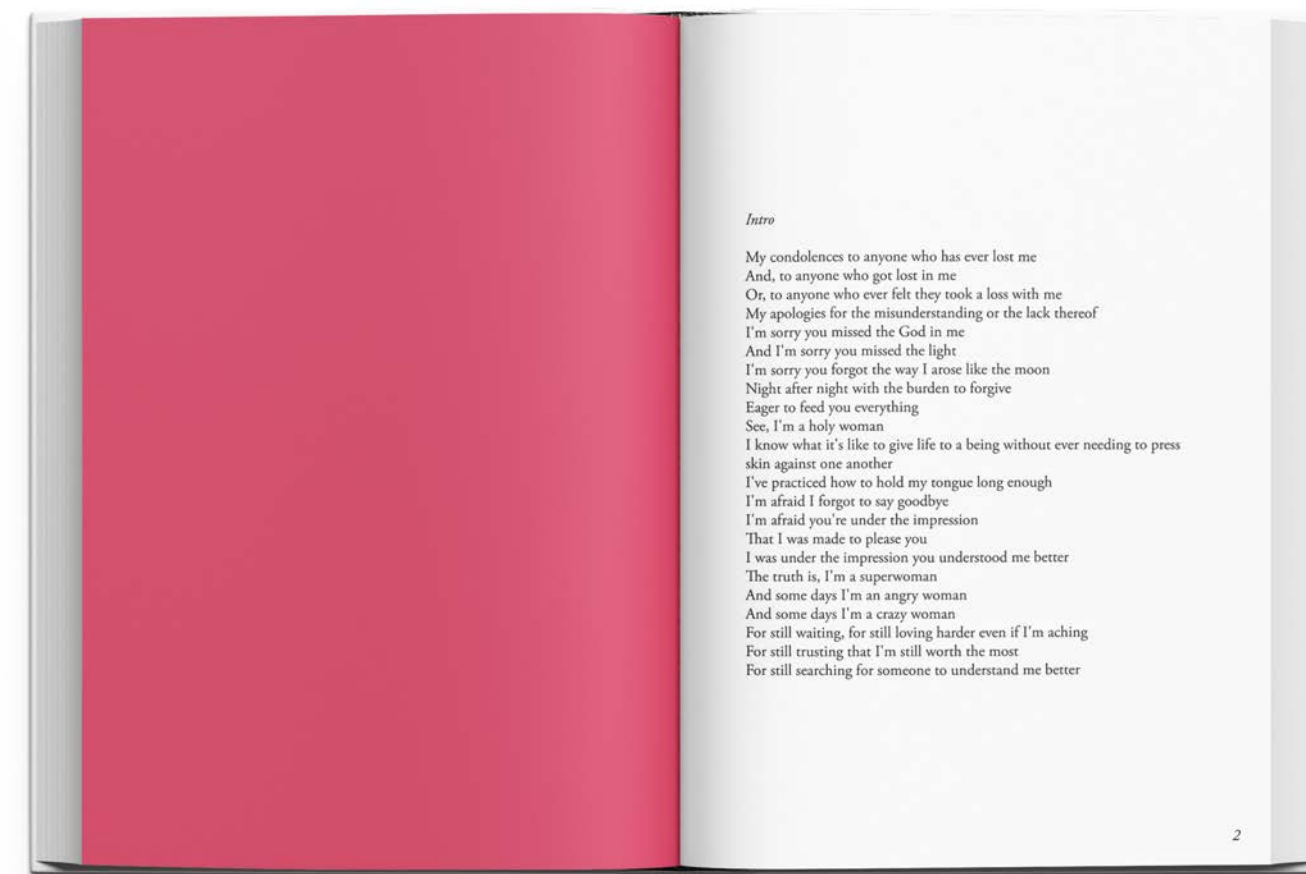 Intro
My condolences to anyone who has ever lost me
And, to anyone who got lost in me
Or, to anyone who ever felt they took a loss with me
My apologies for the misunderstanding or the lack thereof
I'm sorry you missed the God in me
And I'm sorry you missed the light
I'm sorry you forgot the way I arose like the moon
Night after night with the burden to forgive
Eager to feed you everything
See, I'm a holy woman
I know what it's like to give life to a being without ever needing to press
skin against one another
I've practiced how to hold my tongue long enough
I'm afraid I forgot to say goodbye
I'm afraid you're under the impression
That I was made to please you
I was under the impression you understood me better
The truth is, I'm a superwoman
And some days I'm an angry woman
And some days I'm a crazy woman
For still waiting, for still loving harder even if I'm aching
For still trusting that I'm still worth the most
For still searching for someone to understand me better
2